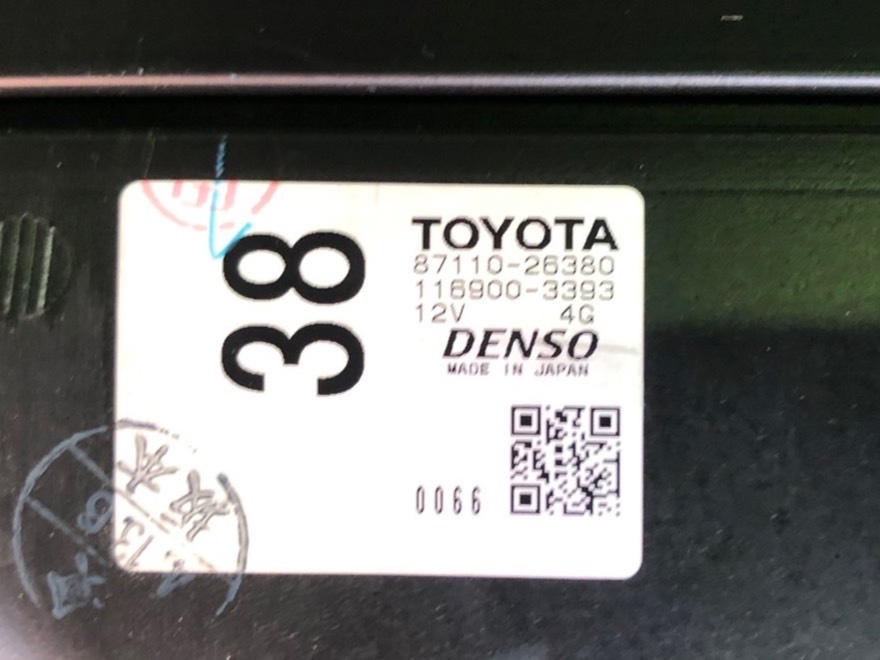 38
TOYOTA
87110-26380
116900-3393
12V 4G
DENSO
MADE IN JAPAN
0066